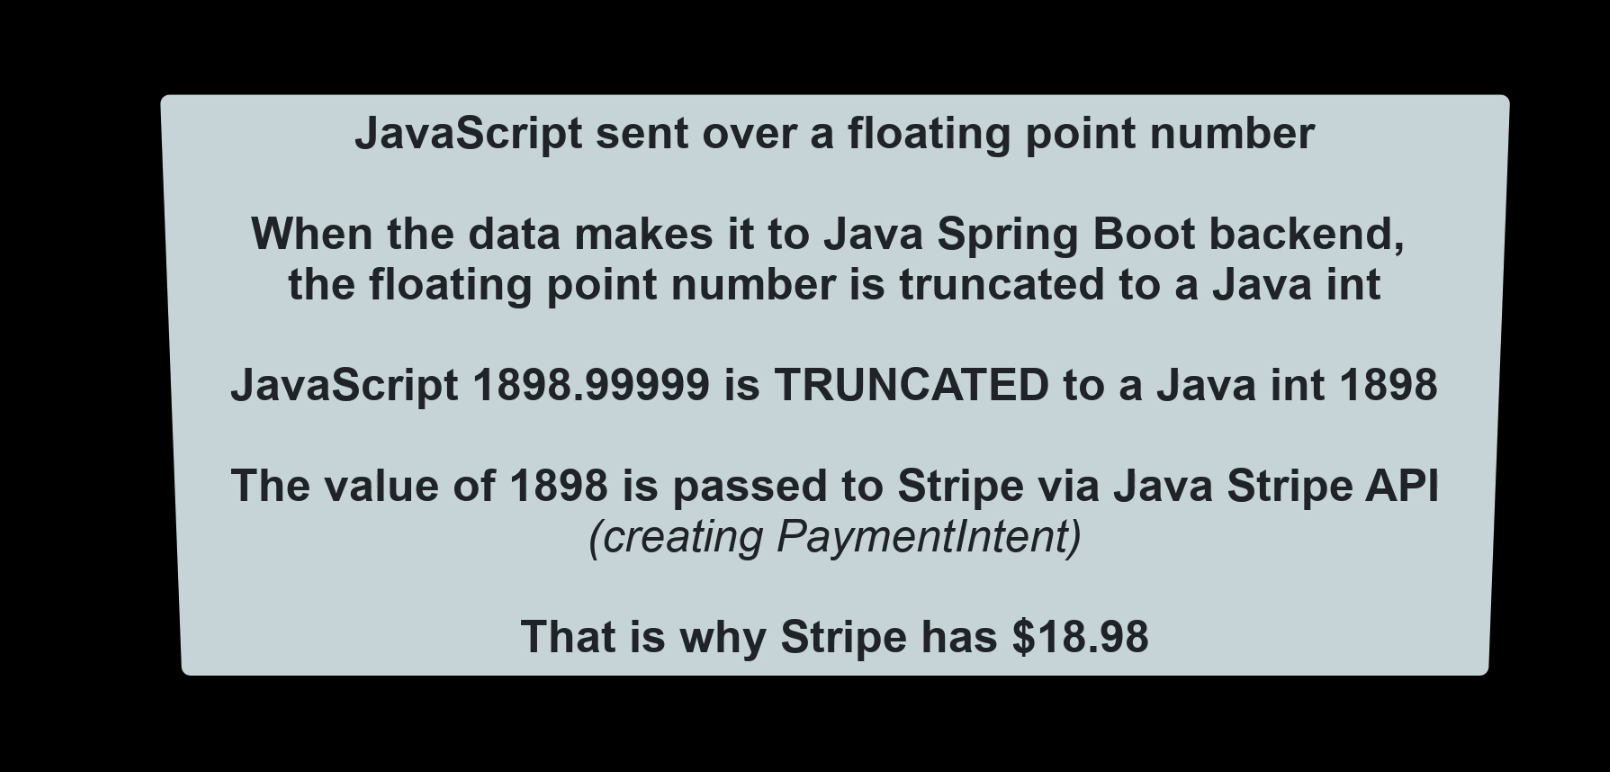 JavaScript sent over a floating point number
When the data makes it to Java Spring Boot backend,
the floating point number is truncated to a Java int
JavaScript 1898.99999 is TRUNCATED to a Java int 1898
The value of 1898 is passed to Stripe via Java Stripe API
(creating PaymentIntent)
That is why Stripe has $18.98